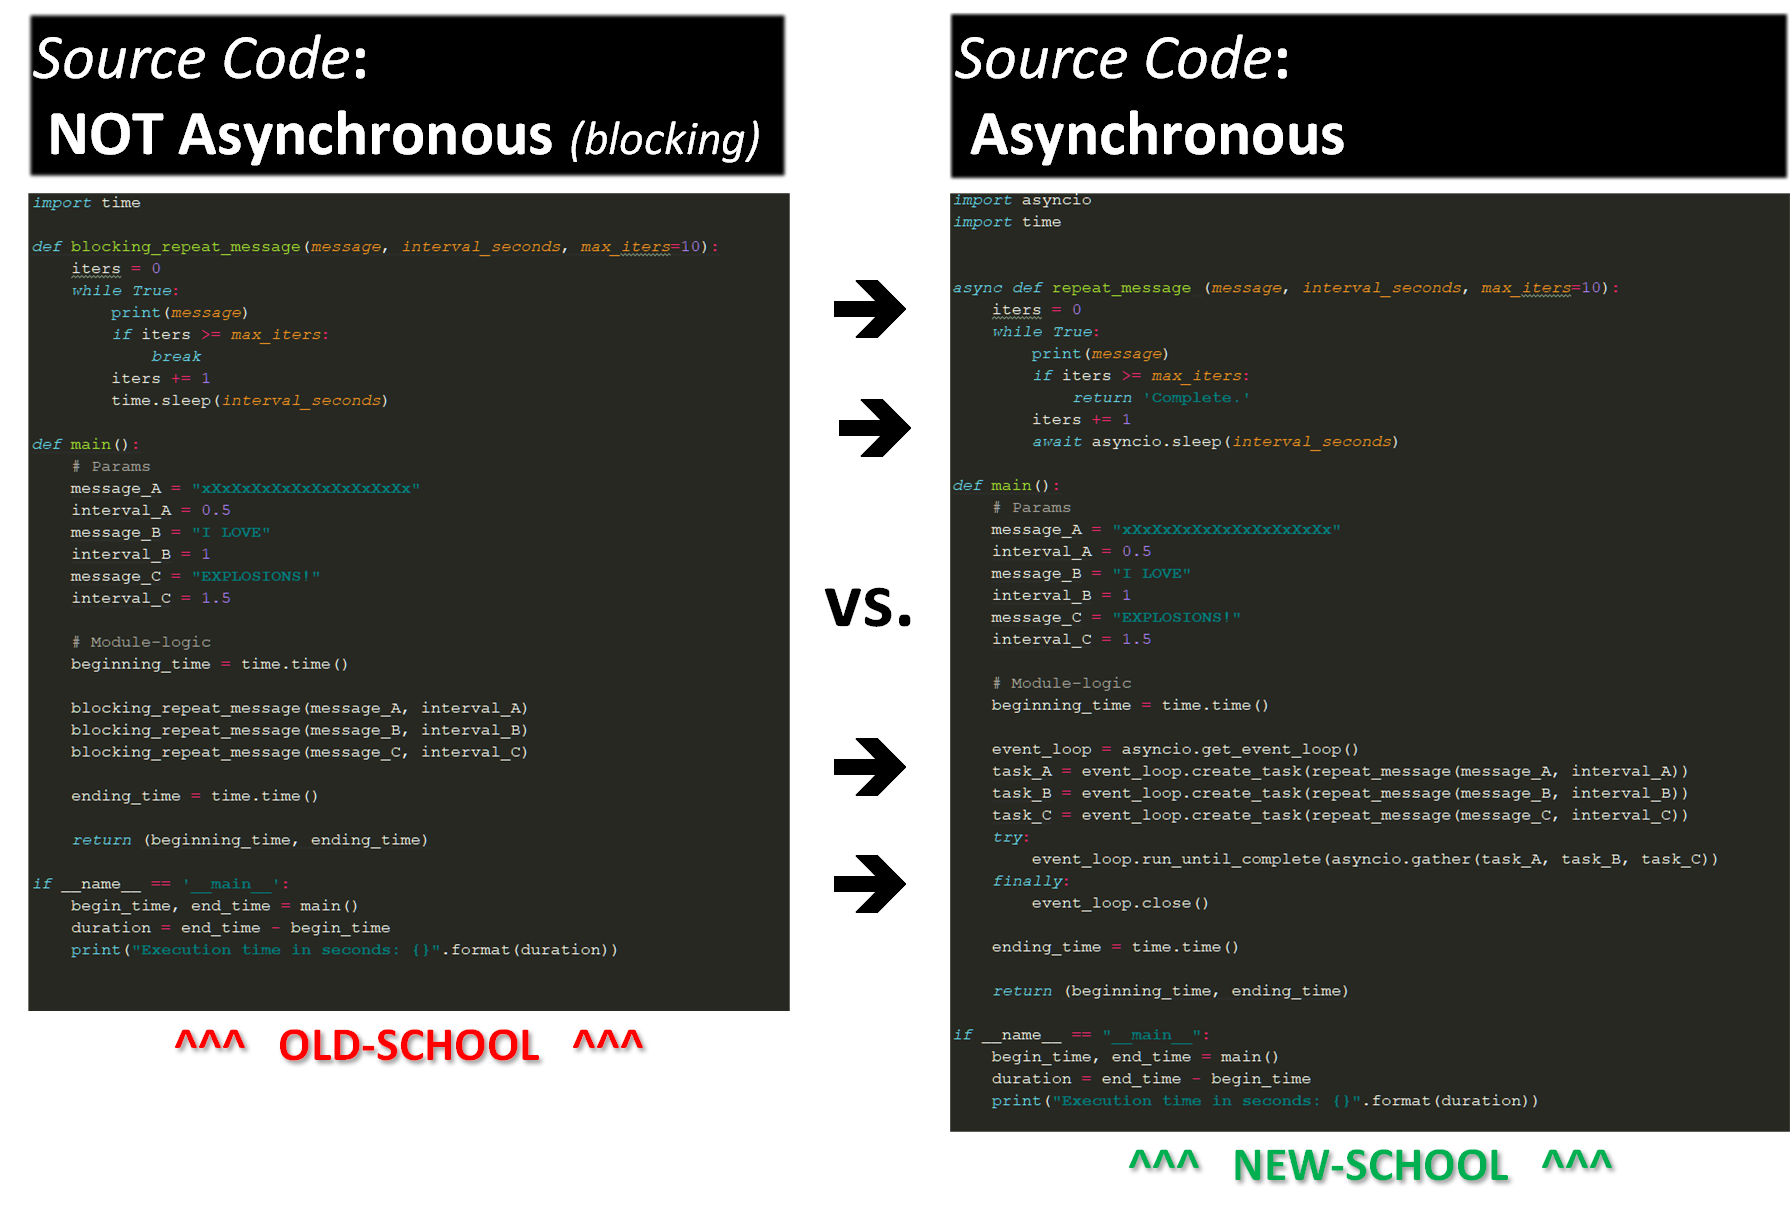 Source Code:
NOT Asynchronous (blocking)
import time
def blocking_repeat_message(message, interval_seconds, max_iters=10):
    iters = 0
    while True:
        print(message)
        if iters >= max_iters:
            break
        iters += 1
        time.sleep(interval_seconds)
def main():
    # Params
    message_A = "xXxXxXxXxXxXxXxXxXxXx"
    interval_A = 0.5
    message_B = "I LOVE"
    interval_B = 1
    message_C = "EXPLOSIONS!"
    interval_C = 1.5
    # Module-logic
    beginning_time = time.time()
    blocking_repeat_message(message_A, interval_A)
    blocking_repeat_message(message_B, interval_B)
    blocking_repeat_message(message_C, interval_C)
    ending_time = time.time()
    return (beginning_time, ending_time)
if __name__ == '__main__':
    begin_time, end_time = main()
    duration = end_time - begin_time
    print("Execution time in seconds: {}".format(duration))
^^^ OLD-SCHOOL ^^^
vs.
Source Code:
Asynchronous
import asyncio
import time
async def repeat_message (message, interval_seconds, max_iters=10):
    iters = 0
    while True:
        print(message)
        if iters >= max_iters:
            return 'Complete.'
        iters += 1
        await asyncio.sleep(interval_seconds)
def main():
    # Params
    message_A = "xXxXxXxXxXxXxXxXxXxXx"
    interval_A = 0.5
    message_B = "I LOVE"
    interval_B = 1
    message_C = "EXPLOSIONS!"
    interval_C = 1.5
    # Module-logic
    beginning_time = time.time()
    event_loop = asyncio.get_event_loop()
    task_A = event_loop.create_task(repeat_message(message_A, interval_A))
    task_B = event_loop.create_task(repeat_message(message_B, interval_B))
    task_C = event_loop.create_task(repeat_message(message_C, interval_C))
    try:
        event_loop.run_until_complete(asyncio.gather(task_A, task_B, task_C))
    finally:
        event_loop.close()
    ending_time = time.time()
    return (beginning_time, ending_time)
if __name__ == "__main__":
    begin_time, end_time = main()
    duration = end_time - begin_time
    print("Execution time in seconds: {}".format(duration))
^^^ NEW-SCHOOL ^^^